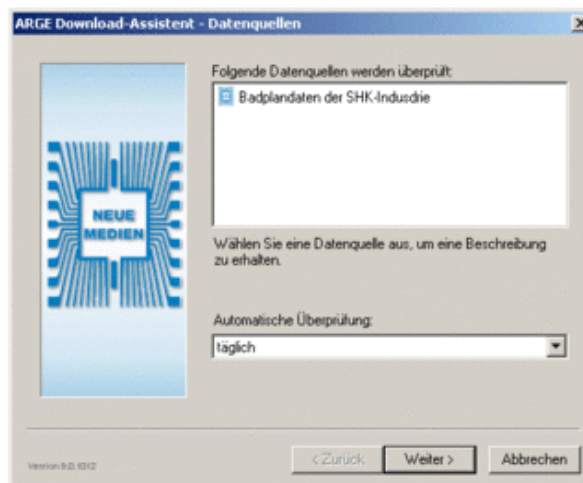 ARGE Download-Assistent - Datenquellen
Folgende Datenquellen werden überprüft:
Badplandaten der SHK-Indusdrie
NEUE
MEDIEN
Wählen Sie eine Datenquelle aus, um eine Beschreibung
zu erhalten.
Automatische Überprüfung:
täglich
Version
< Zurück
Weiter >
Abbrechen